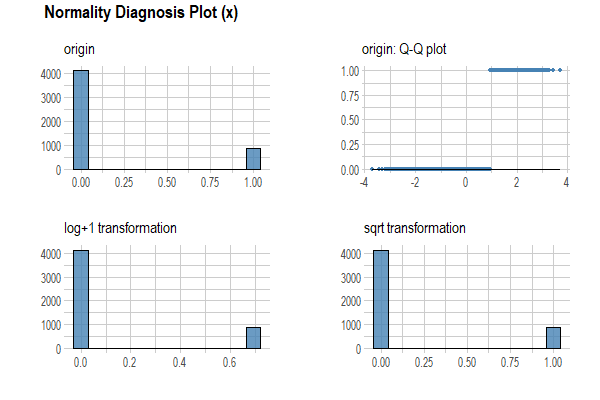 Normality Diagnosis Plot (x)
origin
4000
3000
2000
1000
0
0.00 0.25 0.50 0.75 1.00
origin: Q-Q plot
1.00
0.75
0.50
0.25
0.00
-4 -2 0 2 4
log+1 transformation
4000
3000
2000
1000
0
0.0 0.2 0.4 0.6
sqrt transformation
4000
3000
2000
1000
0
0.00 0.25 0.50 0.75 1.00